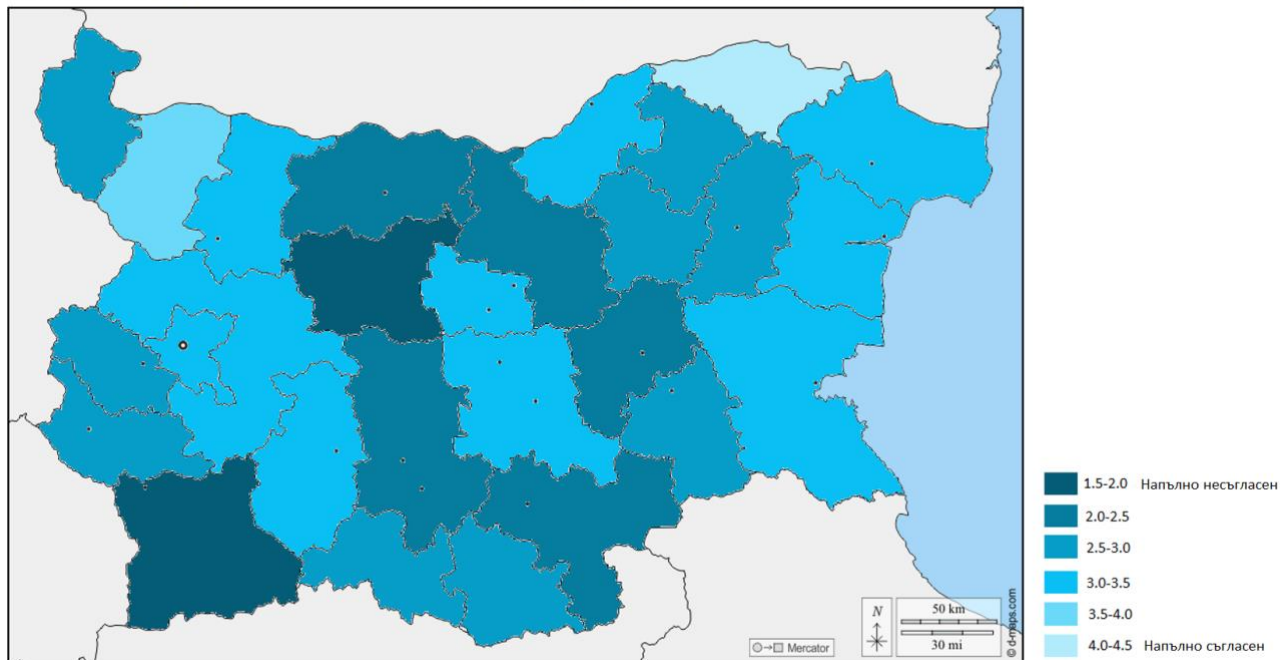 N
50 km
30 mi
Mercator
© d-maps.com
1.5-2.0 Напълно несъгласен
2.0-2.5
2.5-3.0
3.0-3.5
3.5-4.0
4.0-4.5 Напълно съгласен